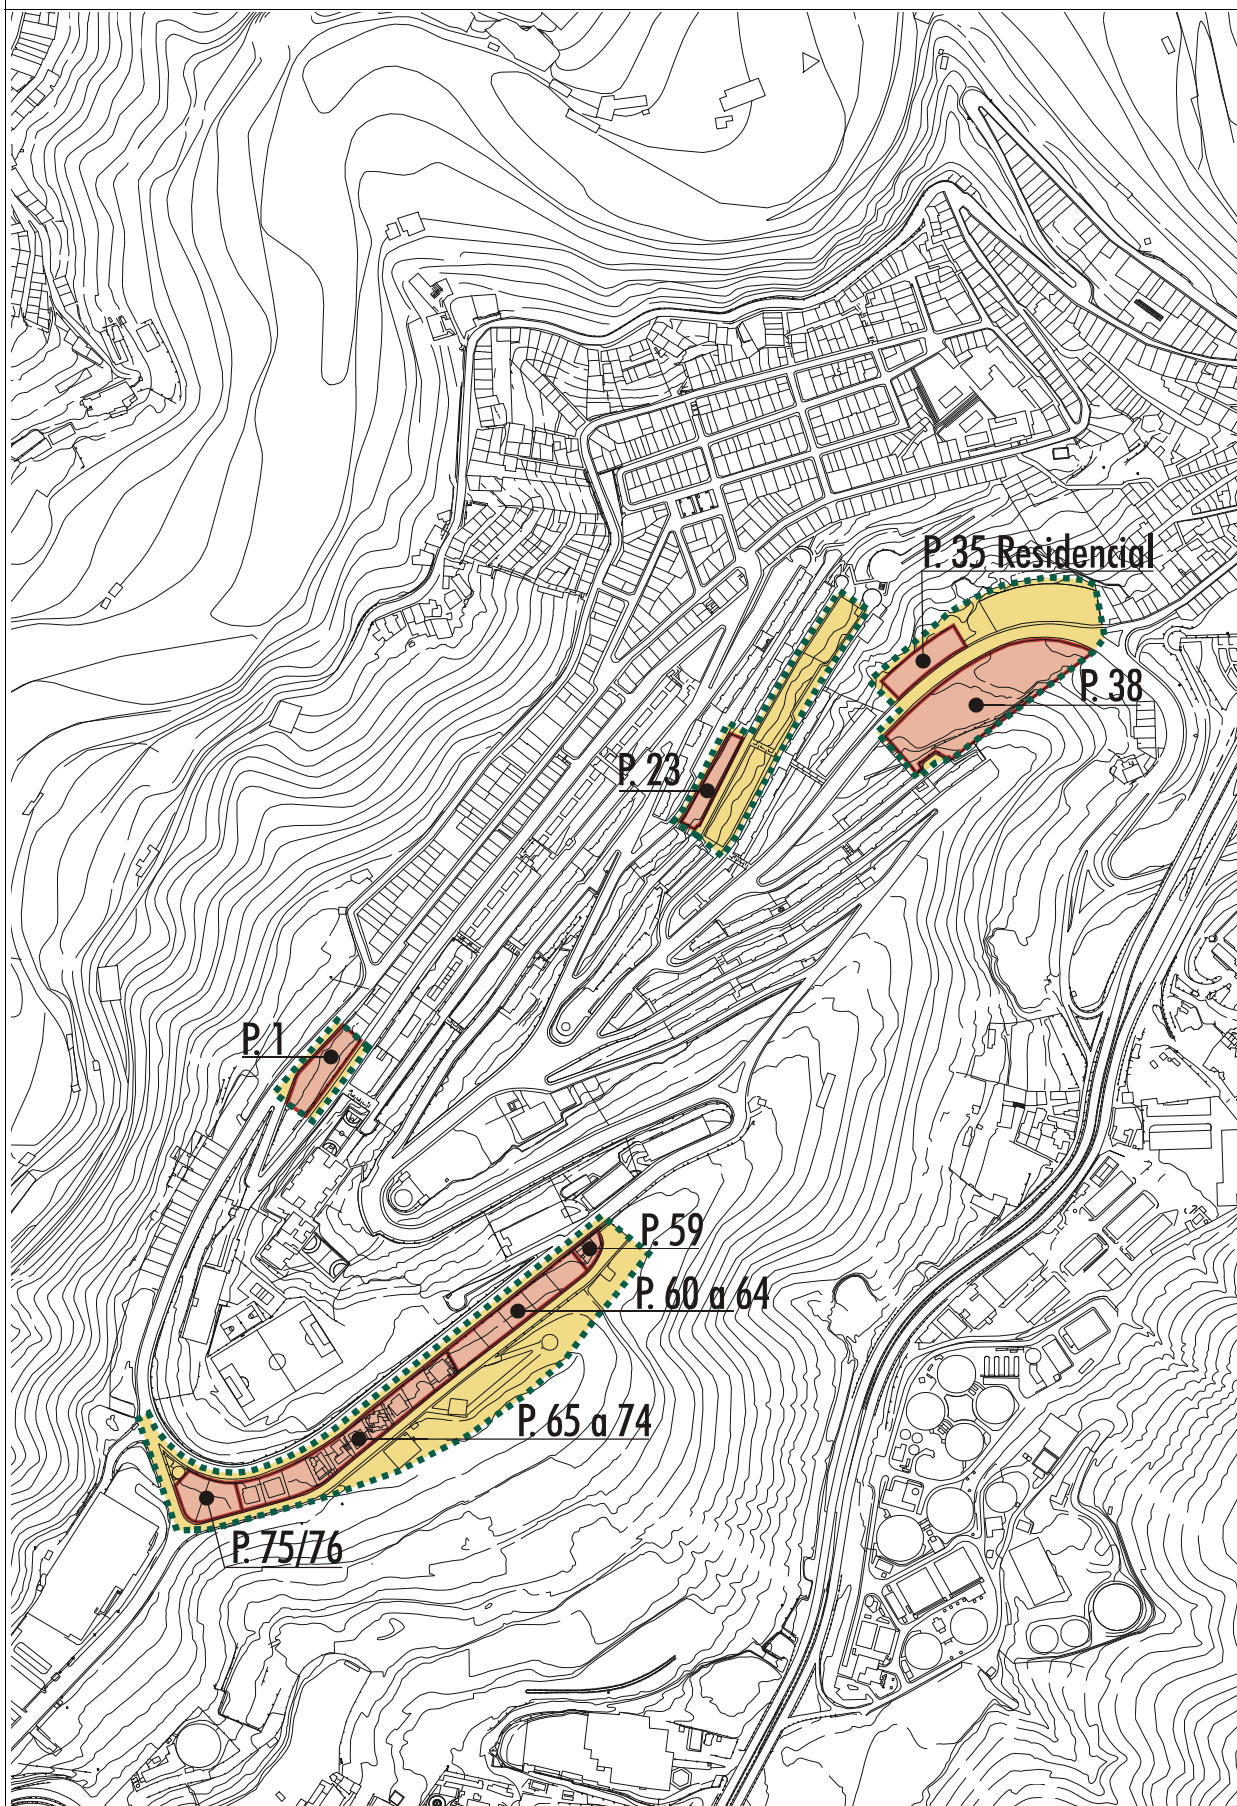 P. 35 Residencial
P. 38
P. 23
P. 1
P. 59
P. 60 a 64
P. 65 a 74
P. 75/76